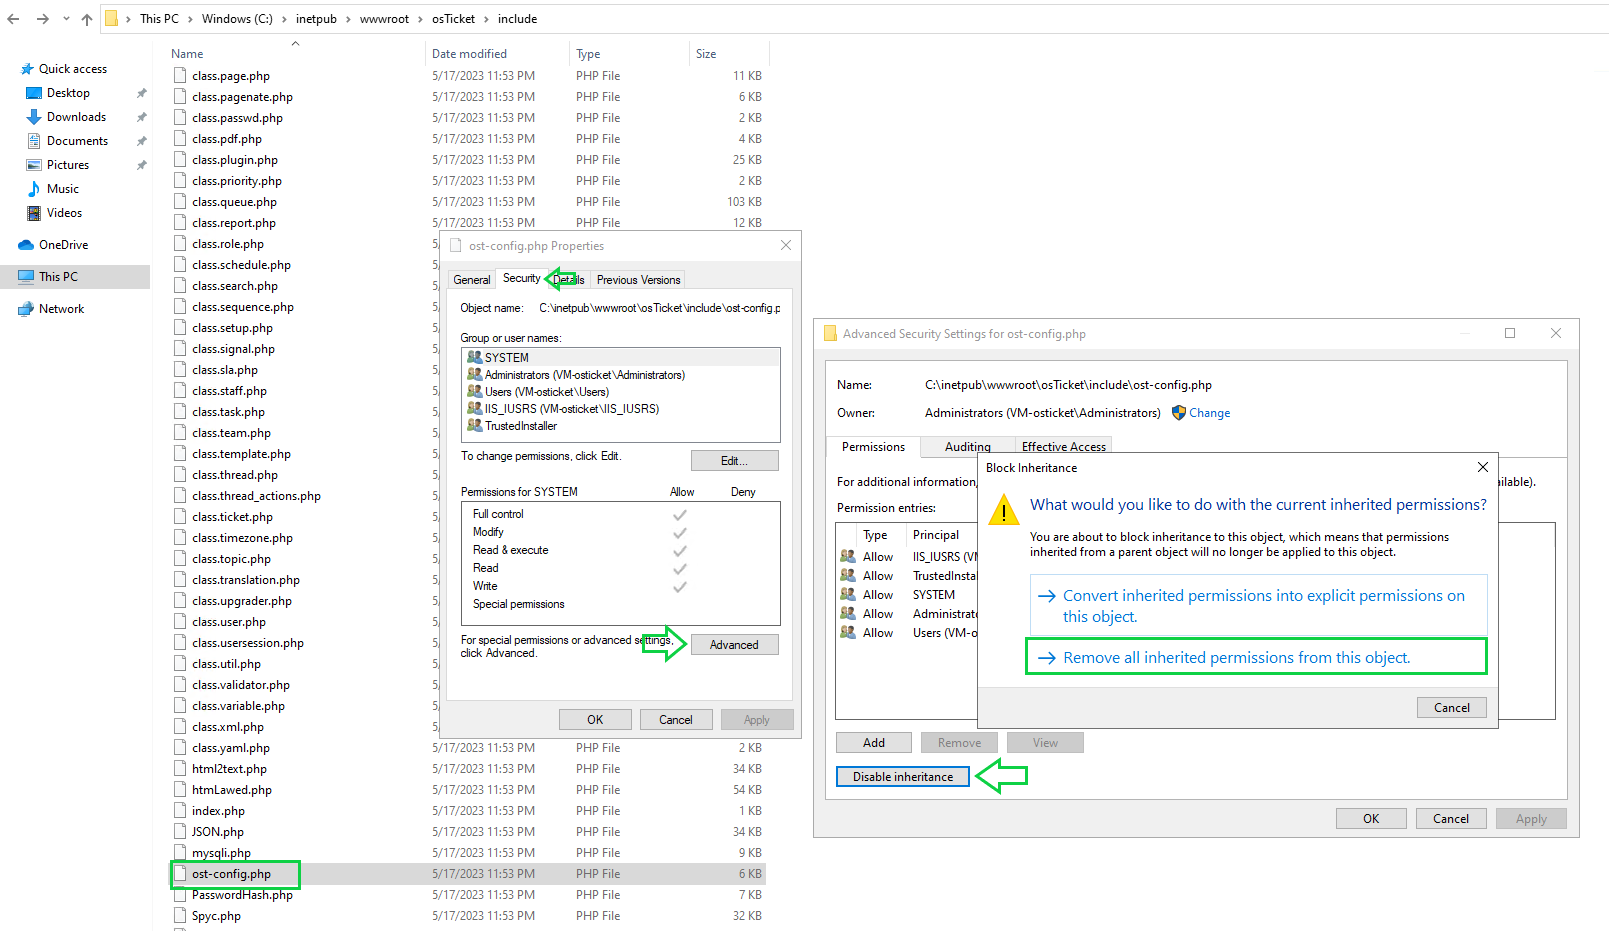 This PC > Windows (C:) > inetpub > wwwroot > osTicket > include
Quick access
Desktop
Downloads
Documents
Pictures
Music
Videos
OneDrive
This PC
Network
Name Date modified Type Size
class.page.php 5/17/2023 11:53 PM PHP File 11 KB
class.pagenate.php 5/17/2023 11:53 PM PHP File 6 KB
class.passwd.php 5/17/2023 11:53 PM PHP File 2 KB
class.pdf.php 5/17/2023 11:53 PM PHP File 4 KB
class.plugin.php 5/17/2023 11:53 PM PHP File 25 KB
class.priority.php 5/17/2023 11:53 PM PHP File 2 KB
class.queue.php 5/17/2023 11:53 PM PHP File 103 KB
class.report.php 5/17/2023 11:53 PM PHP File 12 KB
class.role.php 5/
class.schedule.php 5/
class.search.php 5/
class.sequence.php 5/
class.setup.php 5/
class.signal.php 5/
class.sla.php 5/
class.staff.php 5/
class.task.php 5/
class.team.php 5/
class.template.php 5/
class.thread.php 5/
class.thread_actions.php 5/
class.ticket.php 5/
class.timezone.php 5/
class.topic.php 5/
class.translation.php 5/
class.upgrader.php 5/
class.user.php 5/
class.usersession.php 5/
class.util.php 5/
class.validator.php 5/
class.variable.php 5/
class.xml.php 5/
class.yaml.php 5/17/2023 11:53 PM PHP File 2 KB
html2text.php 5/17/2023 11:53 PM PHP File 34 KB
htmLawed.php 5/17/2023 11:53 PM PHP File 54 KB
index.php 5/17/2023 11:53 PM PHP File 1 KB
JSON.php 5/17/2023 11:53 PM PHP File 34 KB
mysqli.php 5/17/2023 11:53 PM PHP File 9 KB
ost-config.php 5/17/2023 11:53 PM PHP File 6 KB
PasswordHash.php 5/17/2023 11:53 PM PHP File 7 KB
Spyc.php 5/17/2023 11:53 PM PHP File 32 KB
ost-config.php Properties
General Security Details Previous Versions
Object name: C:\inetpub\wwwroot\osTicket\include\ost-config.p
Group or user names:
SYSTEM
Administrators (VM-osticket\Administrators)
Users (VM-osticket\Users)
IIS_IUSRS (VM-osticket\IIS_IUSRS)
TrustedInstaller
To change permissions, click Edit. Edit...
Permissions for SYSTEM Allow Deny
Full control
Modify
Read & execute
Read
Write
Special permissions
For special permissions or advanced settings,
click Advanced. Advanced
OK Cancel Apply
Advanced Security Settings for ost-config.php
Name: C:\inetpub\wwwroot\osTicket\include\ost-config.php
Owner: Administrators (VM-osticket\Administrators) Change
Permissions Auditing Effective Access
For additional information, ailable).
Permission entries:
Type Principal
Allow IIS_IUSRS (VM
Allow TrustedInstal
Allow SYSTEM
Allow Administrato
Allow Users (VM-o
Add Remove View
Disable inheritance
OK Cancel Apply
Block Inheritance
What would you like to do with the current inherited permissions?
You are about to block inheritance to this object, which means that permissions
inherited from a parent object will no longer be applied to this object.
Convert inherited permissions into explicit permissions on
this object.
Remove all inherited permissions from this object.
Cancel